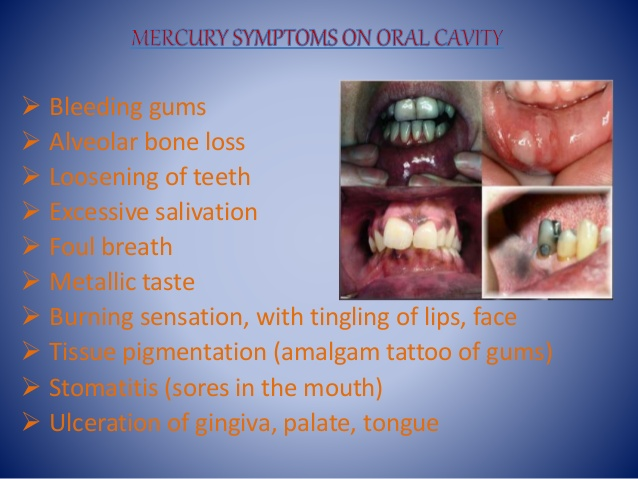 MERCURY SYMPTOMS ON ORAL CAVITY
➢ Bleeding gums
➢ Alveolar bone loss
➢ Loosening of teeth
➢ Excessive salivation
➢ Foul breath
➢ Metallic taste
➢ Burning sensation, with tingling of lips, face
➢ Tissue pigmentation (amalgam tattoo of gums)
➢ Stomatitis (sores in the mouth)
➢ Ulceration of gingiva, palate, tongue